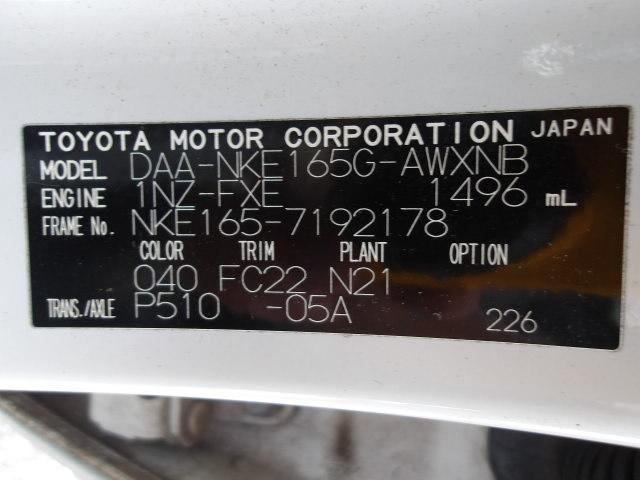 TOYOTA MOTOR CORPORATION JAPAN
MODEL DAA-NKE165G-AWXNB
ENGINE 1NZ-FXE 1496 mL
FRAME No. NKE165-7192178
COLOR TRIM PLANT OPTION
040 FC22 N21
TRANS./AXLE P510 -05A 226